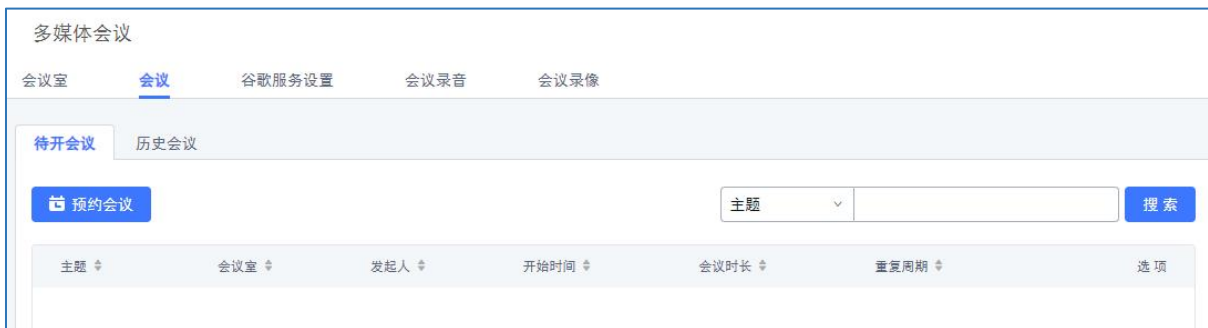 多媒体会议
会议室 会议 谷歌服务设置 会议录音 会议录像
待开会议 历史会议
预约会议 主题 搜索
主题 会议室 发起人 开始时间 会议时长 重复周期 选项